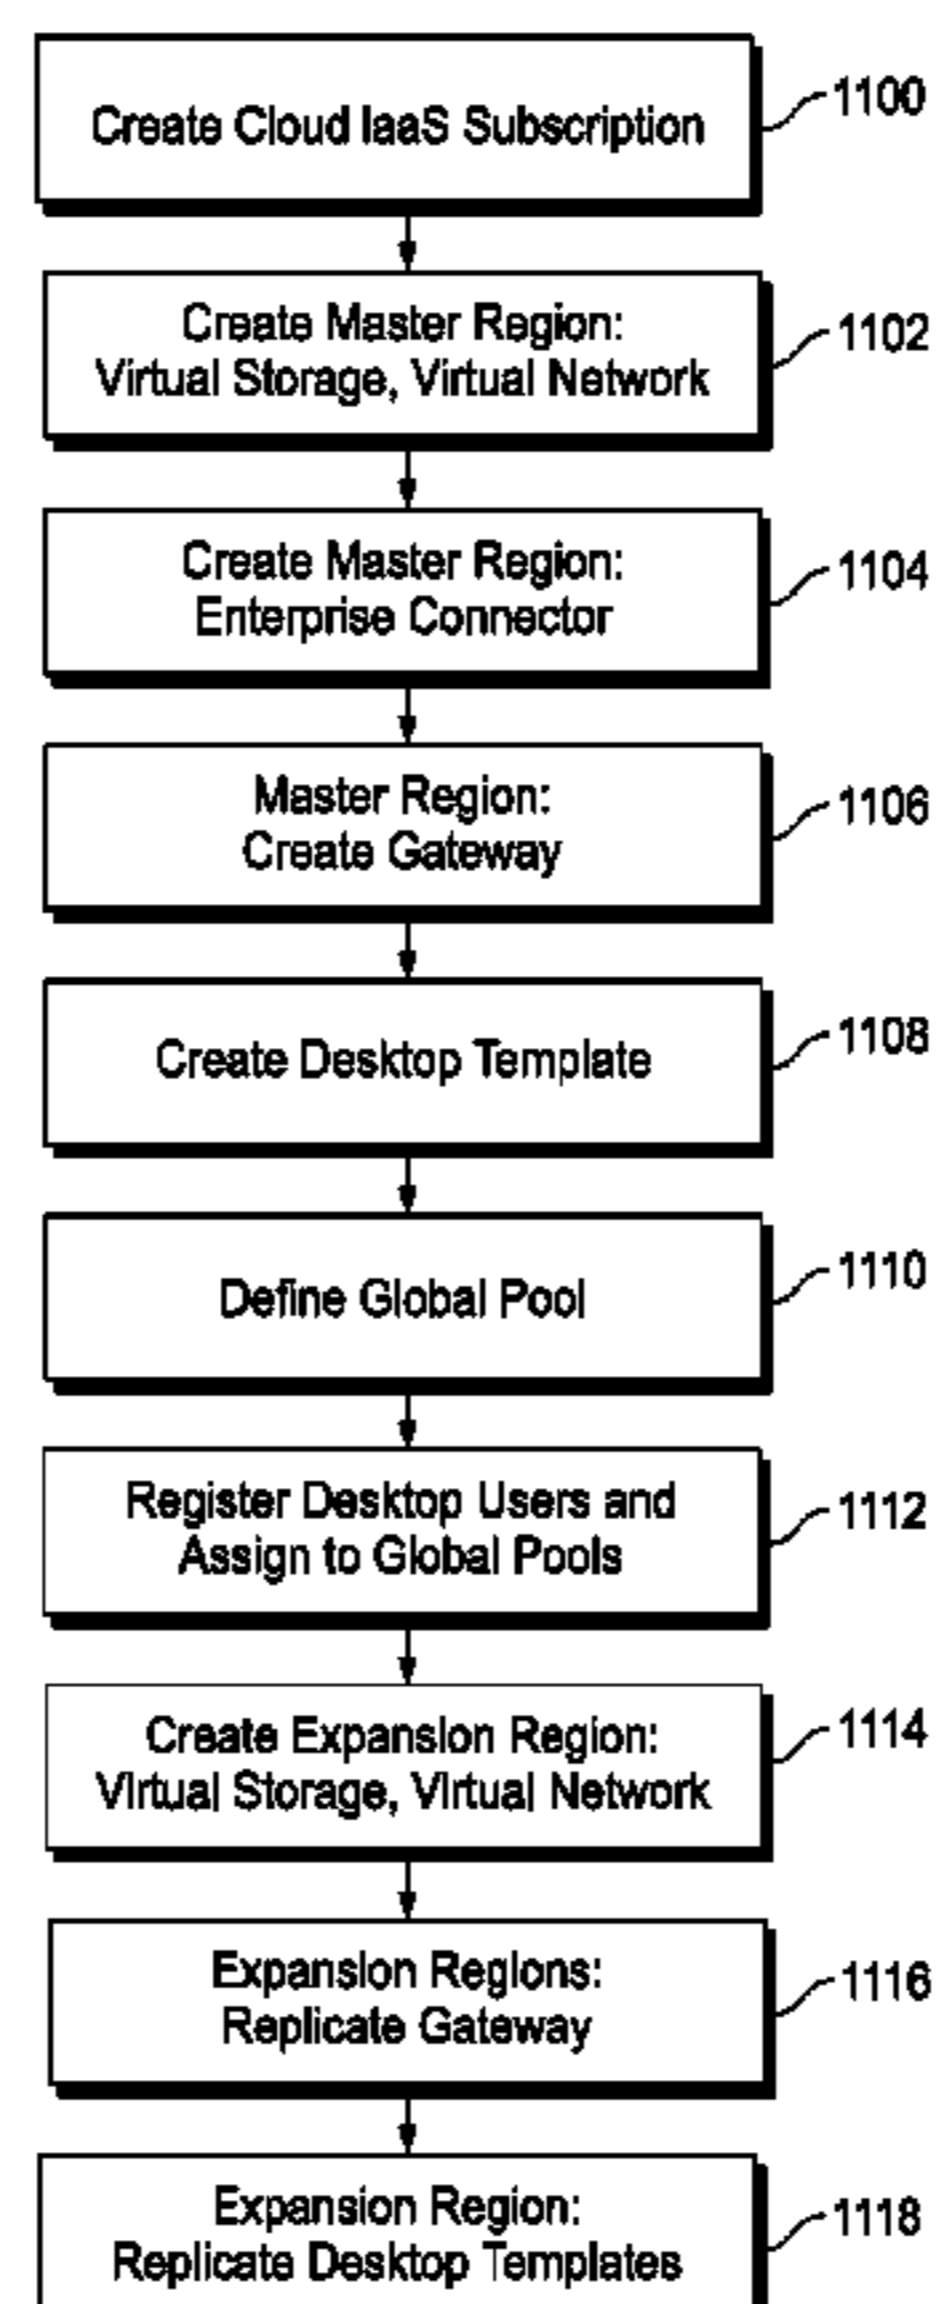 Create Cloud IaaS Subscription
1100
Create Master Region:
Virtual Storage, Virtual Network
1102
Create Master Region:
Enterprise Connector
1104
Master Region:
Create Gateway
1106
Create Desktop Template
1108
Define Global Pool
1110
Register Desktop Users and
Assign to Global Pools
1112
Create Expansion Region:
Virtual Storage, Virtual Network
1114
Expansion Regions:
Replicate Gateway
1116
Expansion Region:
Replicate Desktop Templates
1118